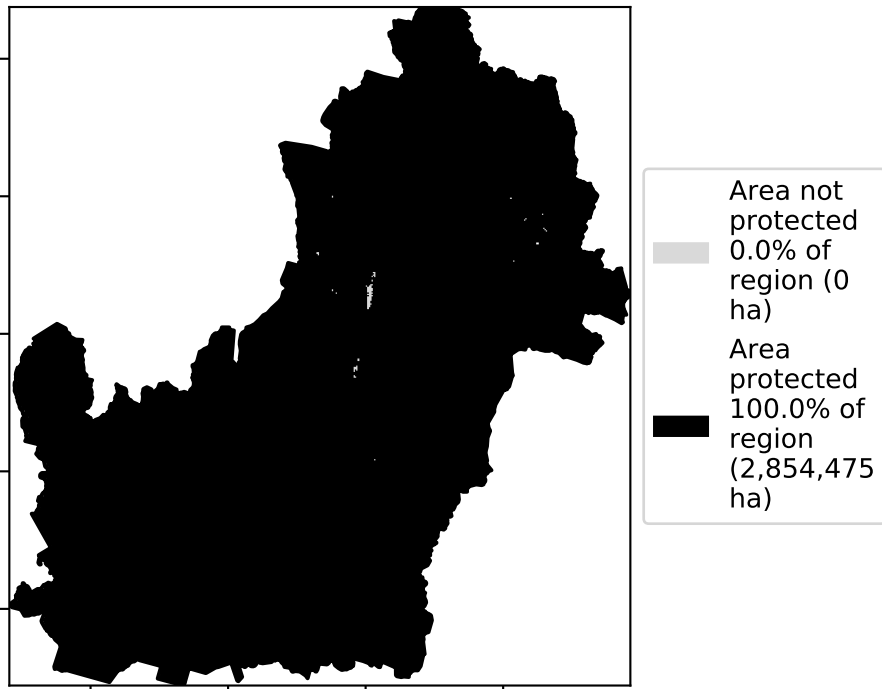 Area not
protected
0.0% of
region (0
ha)
Area
protected
100.0% of
region
(2,854,475
ha)